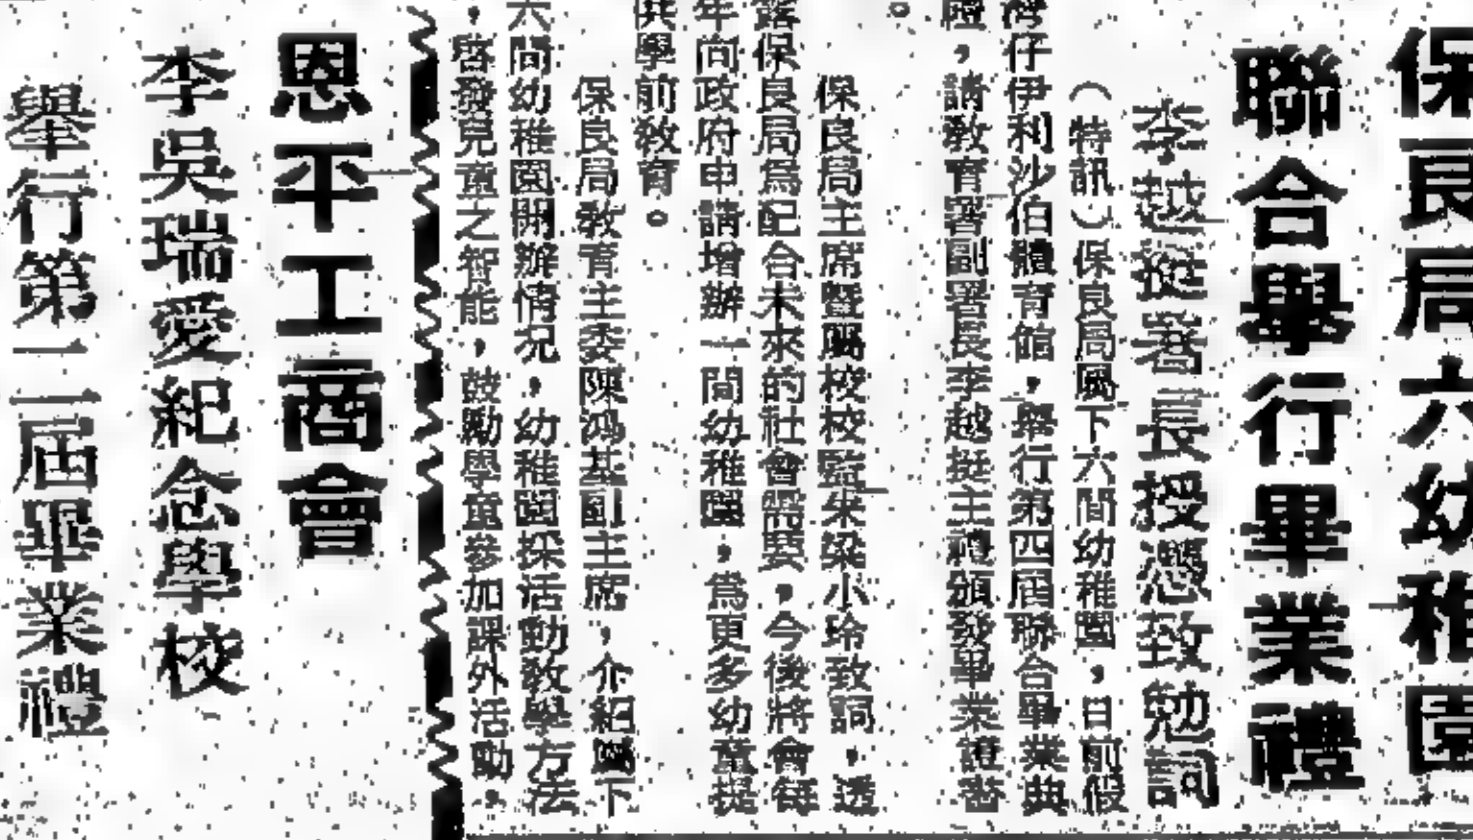 保良局六幼稚園
聯合舉行畢業禮
李越挺署長授憑致勉詞
（特訊）保良局屬下六間幼稚園，日前假
灣仔伊利沙伯體育館，舉行第四屆聯合畢業典
禮，請教育署副署長李越挺主禮頒發畢業證書
。
保良局主席暨屬校校監朱梁小玲致詞，透
露保良局爲配合未來的社會需要，今後將會每
年向政府申請增辦一間幼稚園，爲更多幼童提
供學前教育。
保良局教育主委陳鴻基副主席，介紹屬下
六間幼稚園開辦情況，幼稚園採活動教學方法
，啓發兒童之智能，鼓勵學童參加課外活動，
恩平工商會
李吳瑞愛紀念學校
舉行第二屆畢業禮